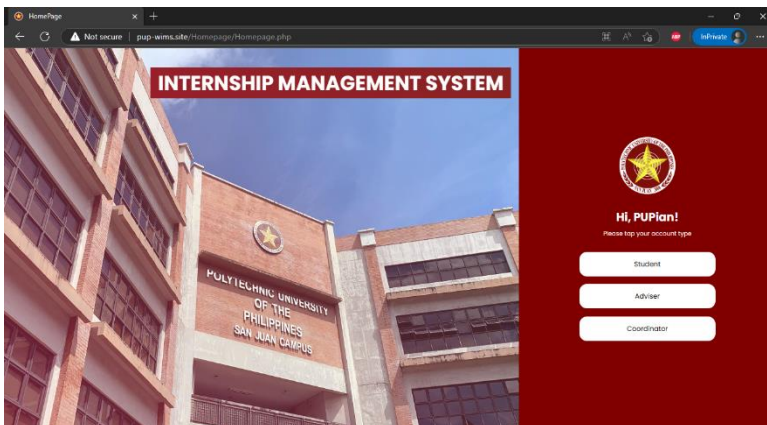 HomePage
Not secure | pup-wims.site/Homepage/Homepage.php
InPrivate
INTERNSHIP MANAGEMENT SYSTEM
POLYTECHNIC UNIVERSITY
OF THE
PHILIPPINES
SAN JUAN CAMPUS
Hi, PUPian!
Please tap your account type
Student
Adviser
Coordinator